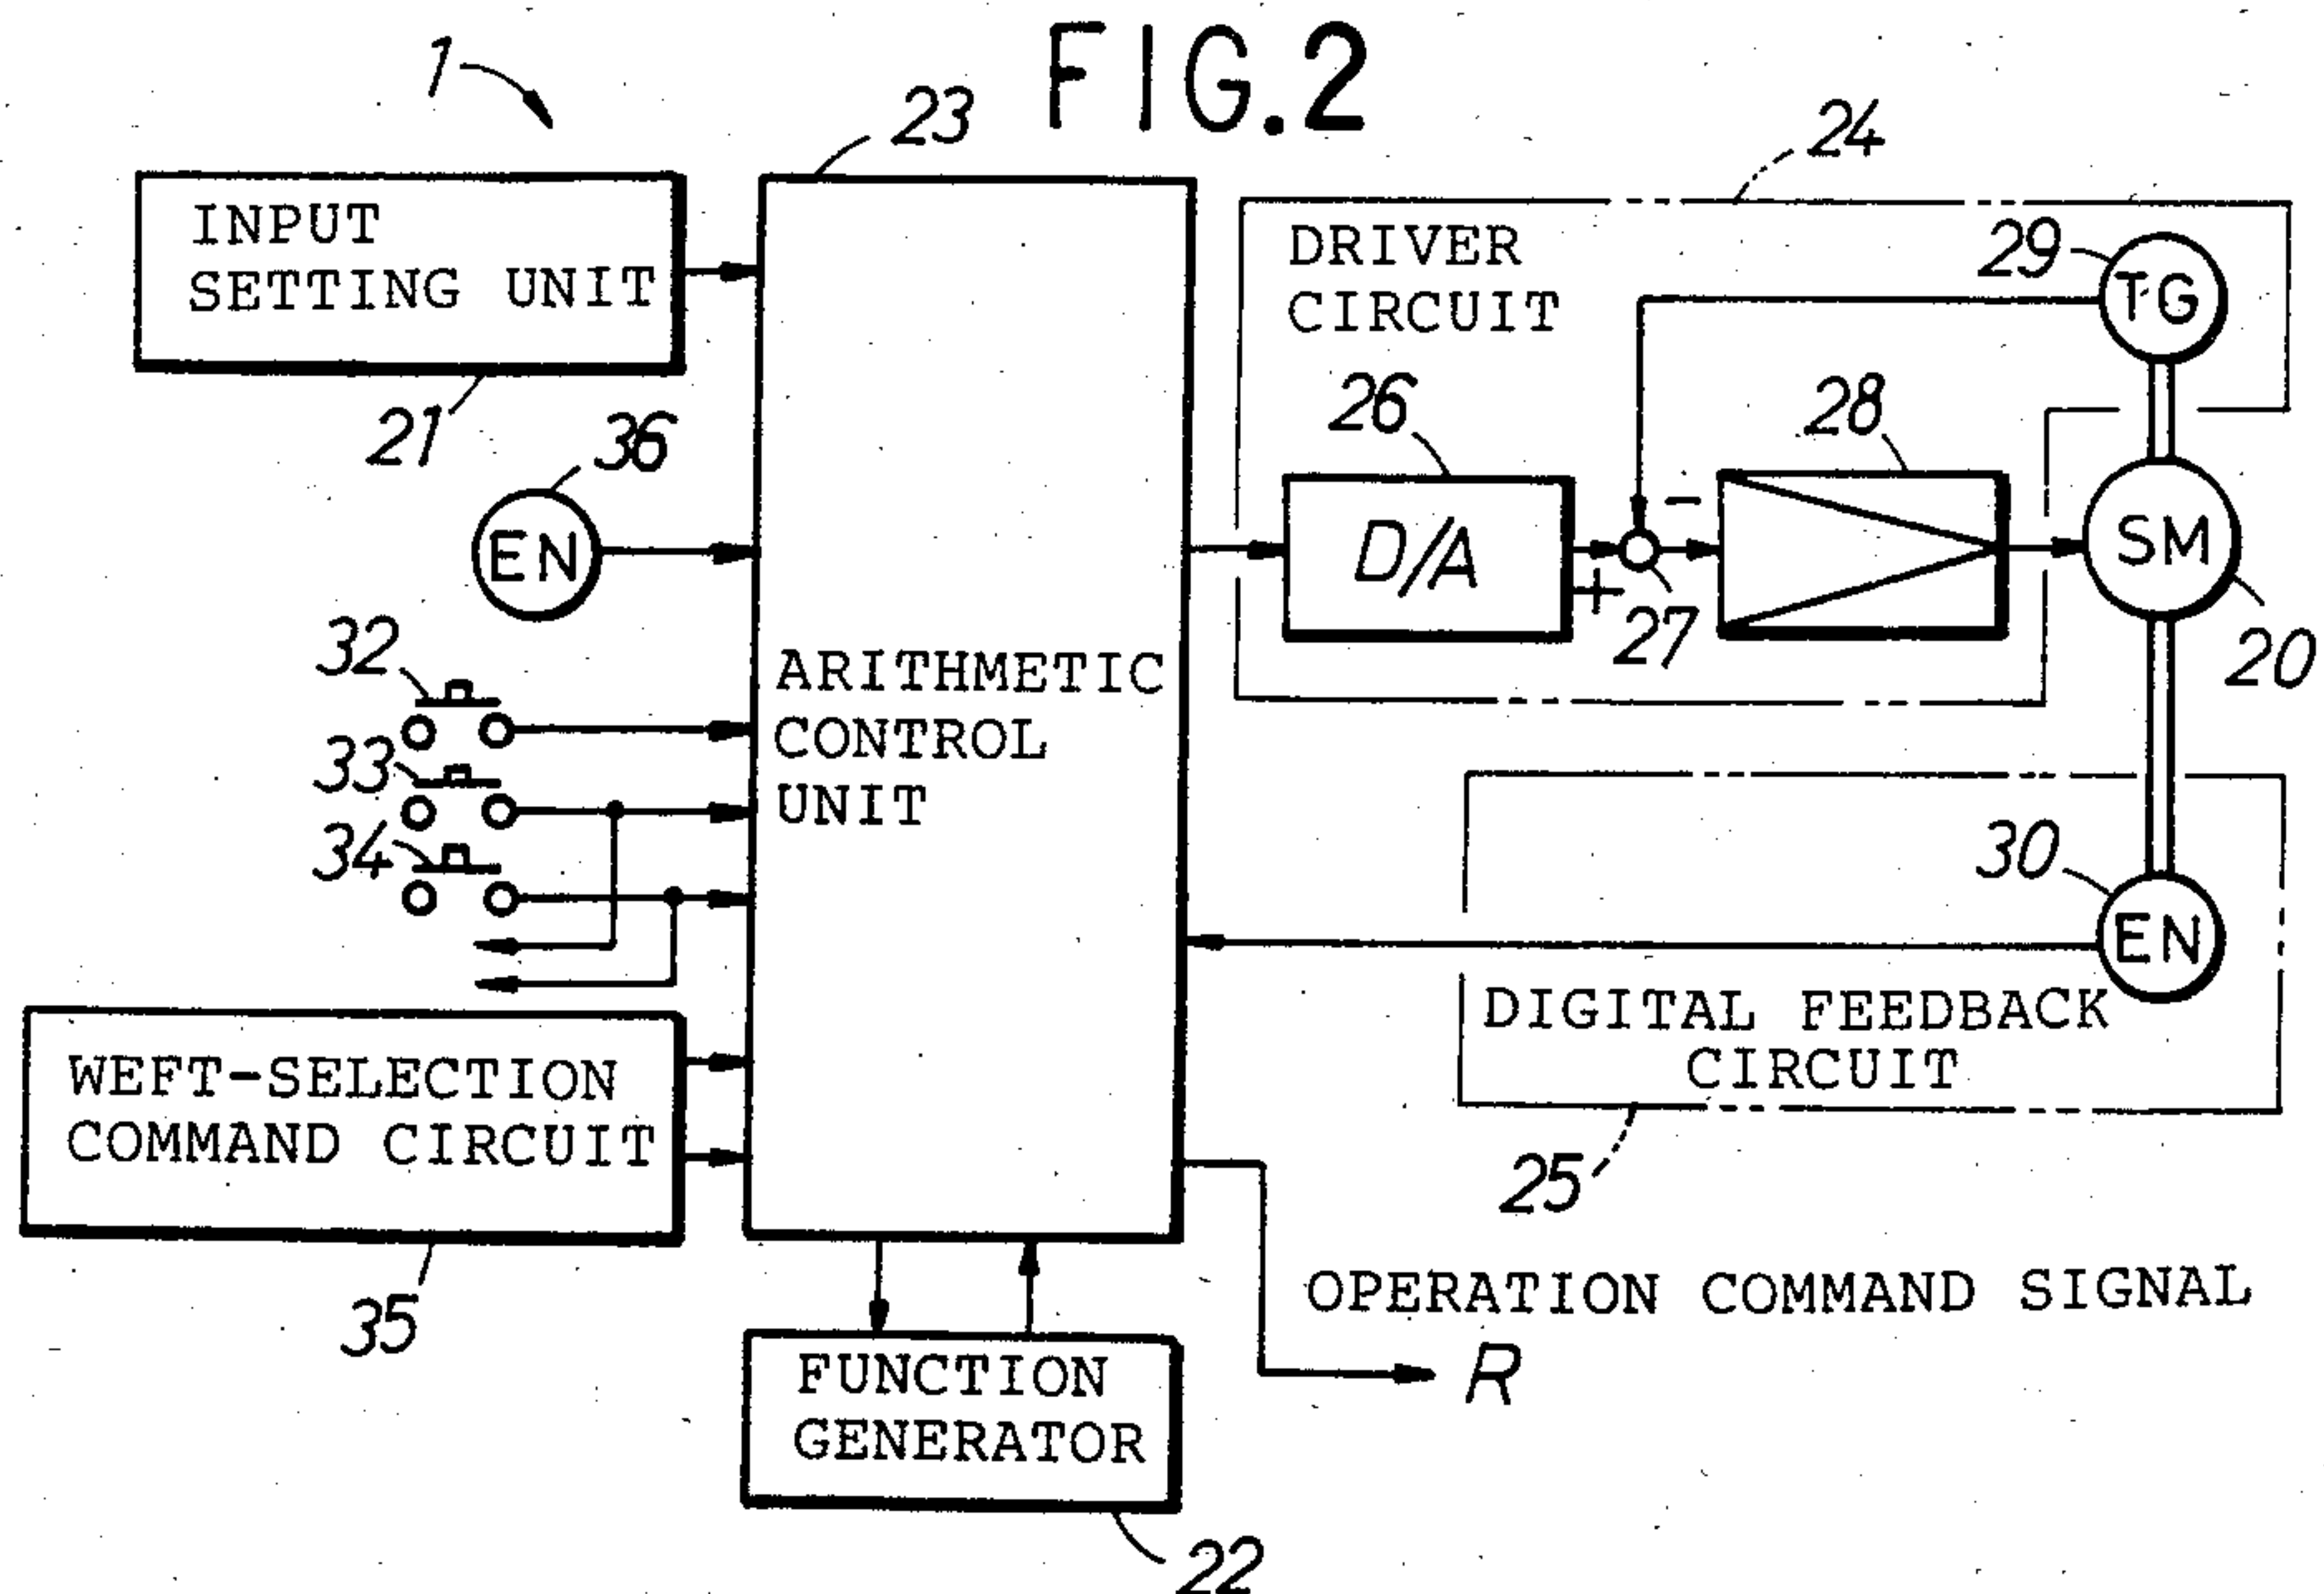 FIG.2
1
23
24
INPUT
SETTING UNIT
21
DRIVER
CIRCUIT
29
TG
36
EN
26
D/A
28
-
+
27
SM
20
32
33
34
ARITHMETIC
CONTROL
UNIT
30
EN
DIGITAL FEEDBACK
CIRCUIT
25
WEFT-SELECTION
COMMAND CIRCUIT
35
OPERATION COMMAND SIGNAL
R
FUNCTION
GENERATOR
22